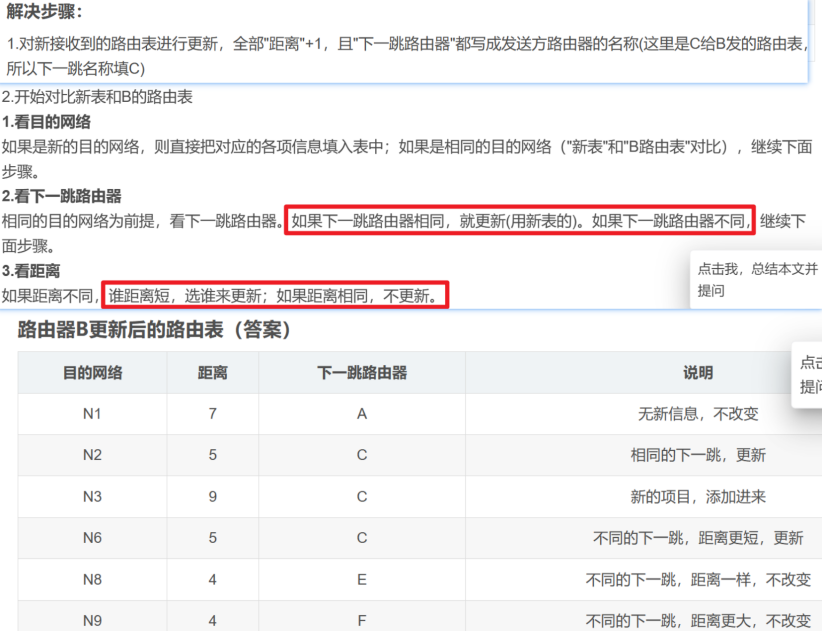 解决步骤：
1.对新接收到的路由表进行更新，全部"距离"+1，且"下一跳路由器"都写成发送方路由器的名称(这里是C给B发的路由表，
所以下一跳名称填C)
2.开始对比新表和B的路由表
1.看目的网络
如果是新的目的网络，则直接把对应的各项信息填入表中；如果是相同的目的网络（"新表"和"B路由表"对比），继续下面
步骤。
2.看下一跳路由器
相同的目的网络为前提，看下一跳路由器。如果下一跳路由器相同，就更新(用新表的)。如果下一跳路由器不同，继续下
面步骤。
3.看距离
如果距离不同，谁距离短，选谁来更新；如果距离相同，不更新。
点击我，总结本文并
提问
路由器B更新后的路由表（答案）
目的网络 距离 下一跳路由器 说明
点击
提问
N1 7 A 无新信息，不改变
N2 5 C 相同的下一跳，更新
N3 9 C 新的项目，添加进来
N6 5 C 不同的下一跳，距离更短，更新
N8 4 E 不同的下一跳，距离一样，不改变
N9 4 F 不同的下一跳，距离更大，不改变